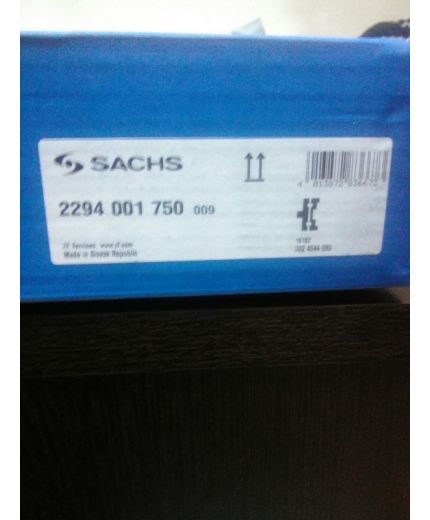 SACHS
2294 001 750 009
ZF Services www.zf.com
Made in Slovak Republic